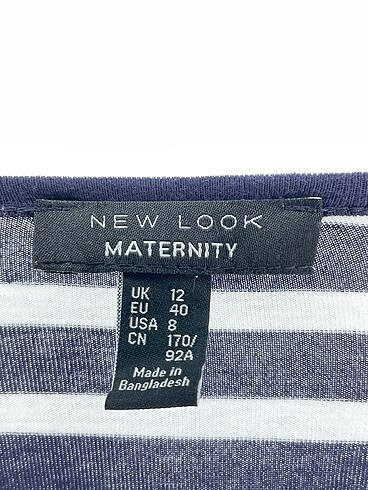 NEW LOOK
MATERNITY
UK 12
EU 40
USA 8
CN 170/
92A
Made in
Bangladesh